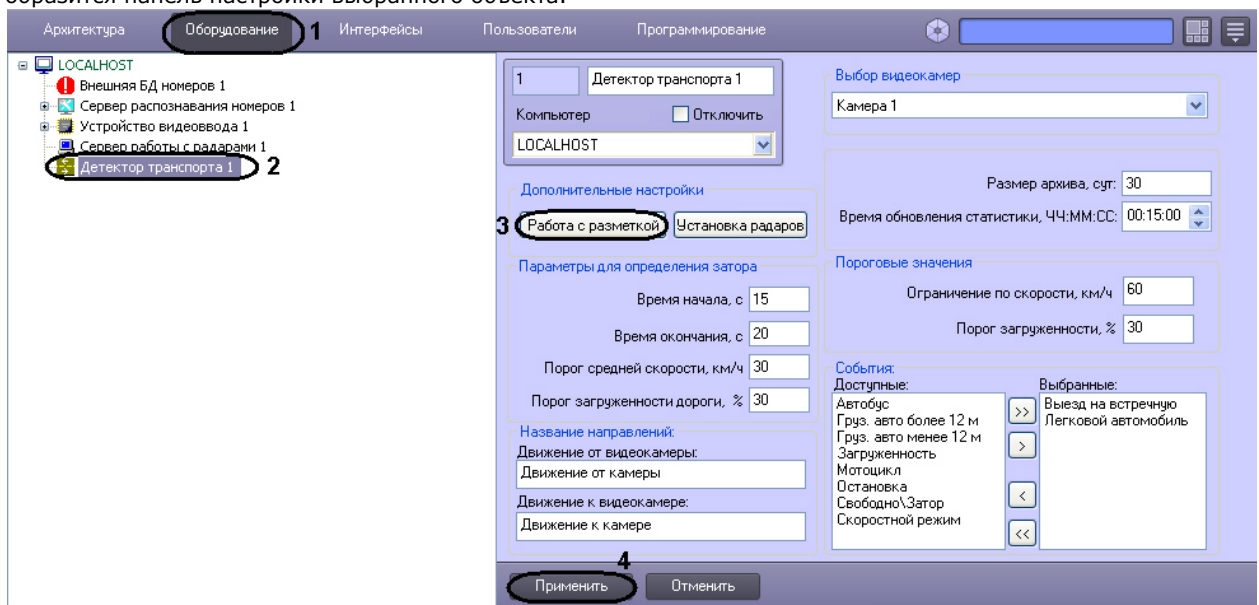 образится панель настройки выбранного объекта.
Архитектура Оборудование 1 Интерфейсы Пользователи Программирование
LOCALHOST
Внешняя БД номеров 1
Сервер распознавания номеров 1
Устройство видеоввода 1
Сервер работы с радарами 1
Детектор транспорта 1 2
1 Детектор транспорта 1
Компьютер Отключить
LOCALHOST
Дополнительные настройки
3 Работа с разметкой Установка радаров
Параметры для определения затора
Время начала, с 15
Время окончания, с 20
Порог средней скорости, км/ч 30
Порог загруженности дороги, % 30
Название направлений:
Движение от видеокамеры:
Движение от камеры
Движение к видеокамере:
Движение к камере
Выбор видеокамер
Камера 1
Размер архива, сут: 30
Время обновления статистики, ЧЧ:ММ:СС: 00:15:00
Пороговые значения
Ограничение по скорости, км/ч 60
Порог загруженности, % 30
События:
Доступные:
Автобус
Груз. авто более 12 м
Груз. авто менее 12 м
Загруженность
Мотоцикл
Остановка
Свободно\Затор
Скоростной режим
>>
>
<
<<
Выбранные:
Выезд на встречную
Легковой автомобиль
4
Применить Отменить